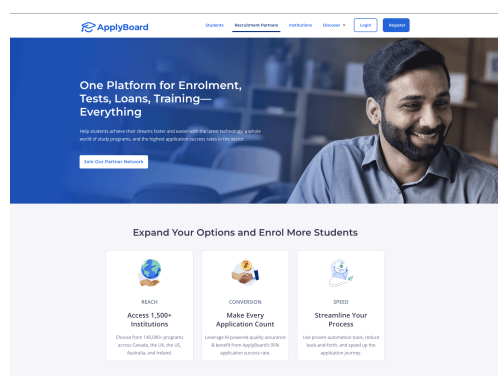 ApplyBoard
Students Recruitment Partners Institutions Discover Login Register
One Platform for Enrolment,
Tests, Loans, Training—
Everything
Help students achieve their dreams faster and easier with the latest technology, a whole
world of study programs, and the highest application success rates in the sector.
Join Our Partner Network
Expand Your Options and Enrol More Students
REACH
Access 1,500+
Institutions
Choose from 140,000+ programs
across Canada, the UK, the US,
Australia, and Ireland.
CONVERSION
Make Every
Application Count
Leverage AI-powered quality assurance
& benefit from ApplyBoard's 95%
application success rate.
SPEED
Streamline Your
Process
Use proven automation tools, reduce
back-and-forth, and speed up the
application journey.